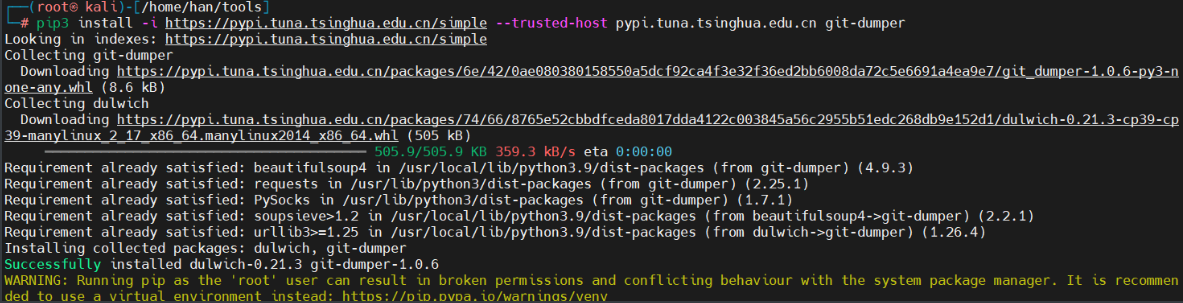 ┌──(root㉿ kali)-[/home/han/tools]
└─# pip3 install -i https://pypi.tuna.tsinghua.edu.cn/simple --trusted-host pypi.tuna.tsinghua.edu.cn git-dumper
Looking in indexes: https://pypi.tuna.tsinghua.edu.cn/simple
Collecting git-dumper
  Downloading https://pypi.tuna.tsinghua.edu.cn/packages/6e/42/0ae080380158550a5dcf92ca4f3e32f36ed2bb6008da72c5e6691a4ea9e7/git_dumper-1.0.6-py3-n
one-any.whl (8.6 kB)
Collecting dulwich
  Downloading https://pypi.tuna.tsinghua.edu.cn/packages/74/66/8765e52cbbdfceda8017dda4122c003845a56c2955b51edc268db9e152d1/dulwich-0.21.3-cp39-cp
39-manylinux_2_17_x86_64.manylinux2014_x86_64.whl (505 kB)
505.9/505.9 KB 359.3 kB/s eta 0:00:00
Requirement already satisfied: beautifulsoup4 in /usr/local/lib/python3.9/dist-packages (from git-dumper) (4.9.3)
Requirement already satisfied: requests in /usr/lib/python3/dist-packages (from git-dumper) (2.25.1)
Requirement already satisfied: PySocks in /usr/lib/python3/dist-packages (from git-dumper) (1.7.1)
Requirement already satisfied: soupsieve>1.2 in /usr/local/lib/python3.9/dist-packages (from beautifulsoup4->git-dumper) (2.2.1)
Requirement already satisfied: urllib3>=1.25 in /usr/local/lib/python3.9/dist-packages (from dulwich->git-dumper) (1.26.4)
Installing collected packages: dulwich, git-dumper
Successfully installed dulwich-0.21.3 git-dumper-1.0.6
WARNING: Running pip as the 'root' user can result in broken permissions and conflicting behaviour with the system package manager. It is recommen
ded to use a virtual environment instead: https://pip.pypa.io/warnings/venv